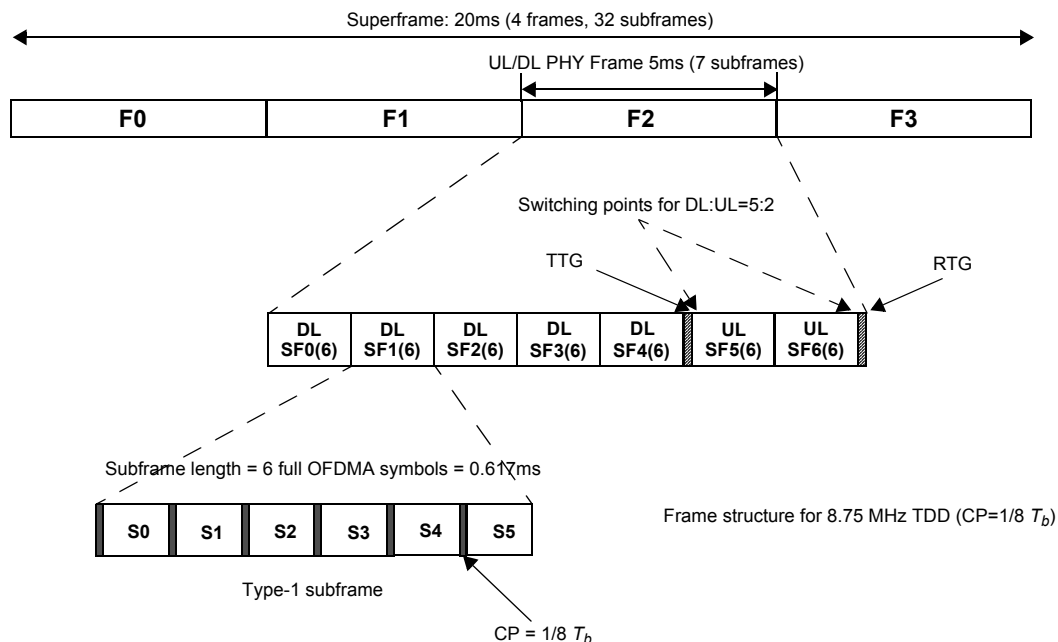 Superframe: 20ms (4 frames, 32 subframes)
UL/DL PHY Frame 5ms (7 subframes)
F0 F1 F2 F3
Switching points for DL:UL=5:2
TTG RTG
DL DL DL DL DL UL UL
SF0(6) SF1(6) SF2(6) SF3(6) SF4(6) SF5(6) SF6(6)
Subframe length = 6 full OFDMA symbols = 0.617ms
S0 S1 S2 S3 S4 S5
Frame structure for 8.75 MHz TDD (CP=1/8 Tb)
Type-1 subframe
CP = 1/8 Tb